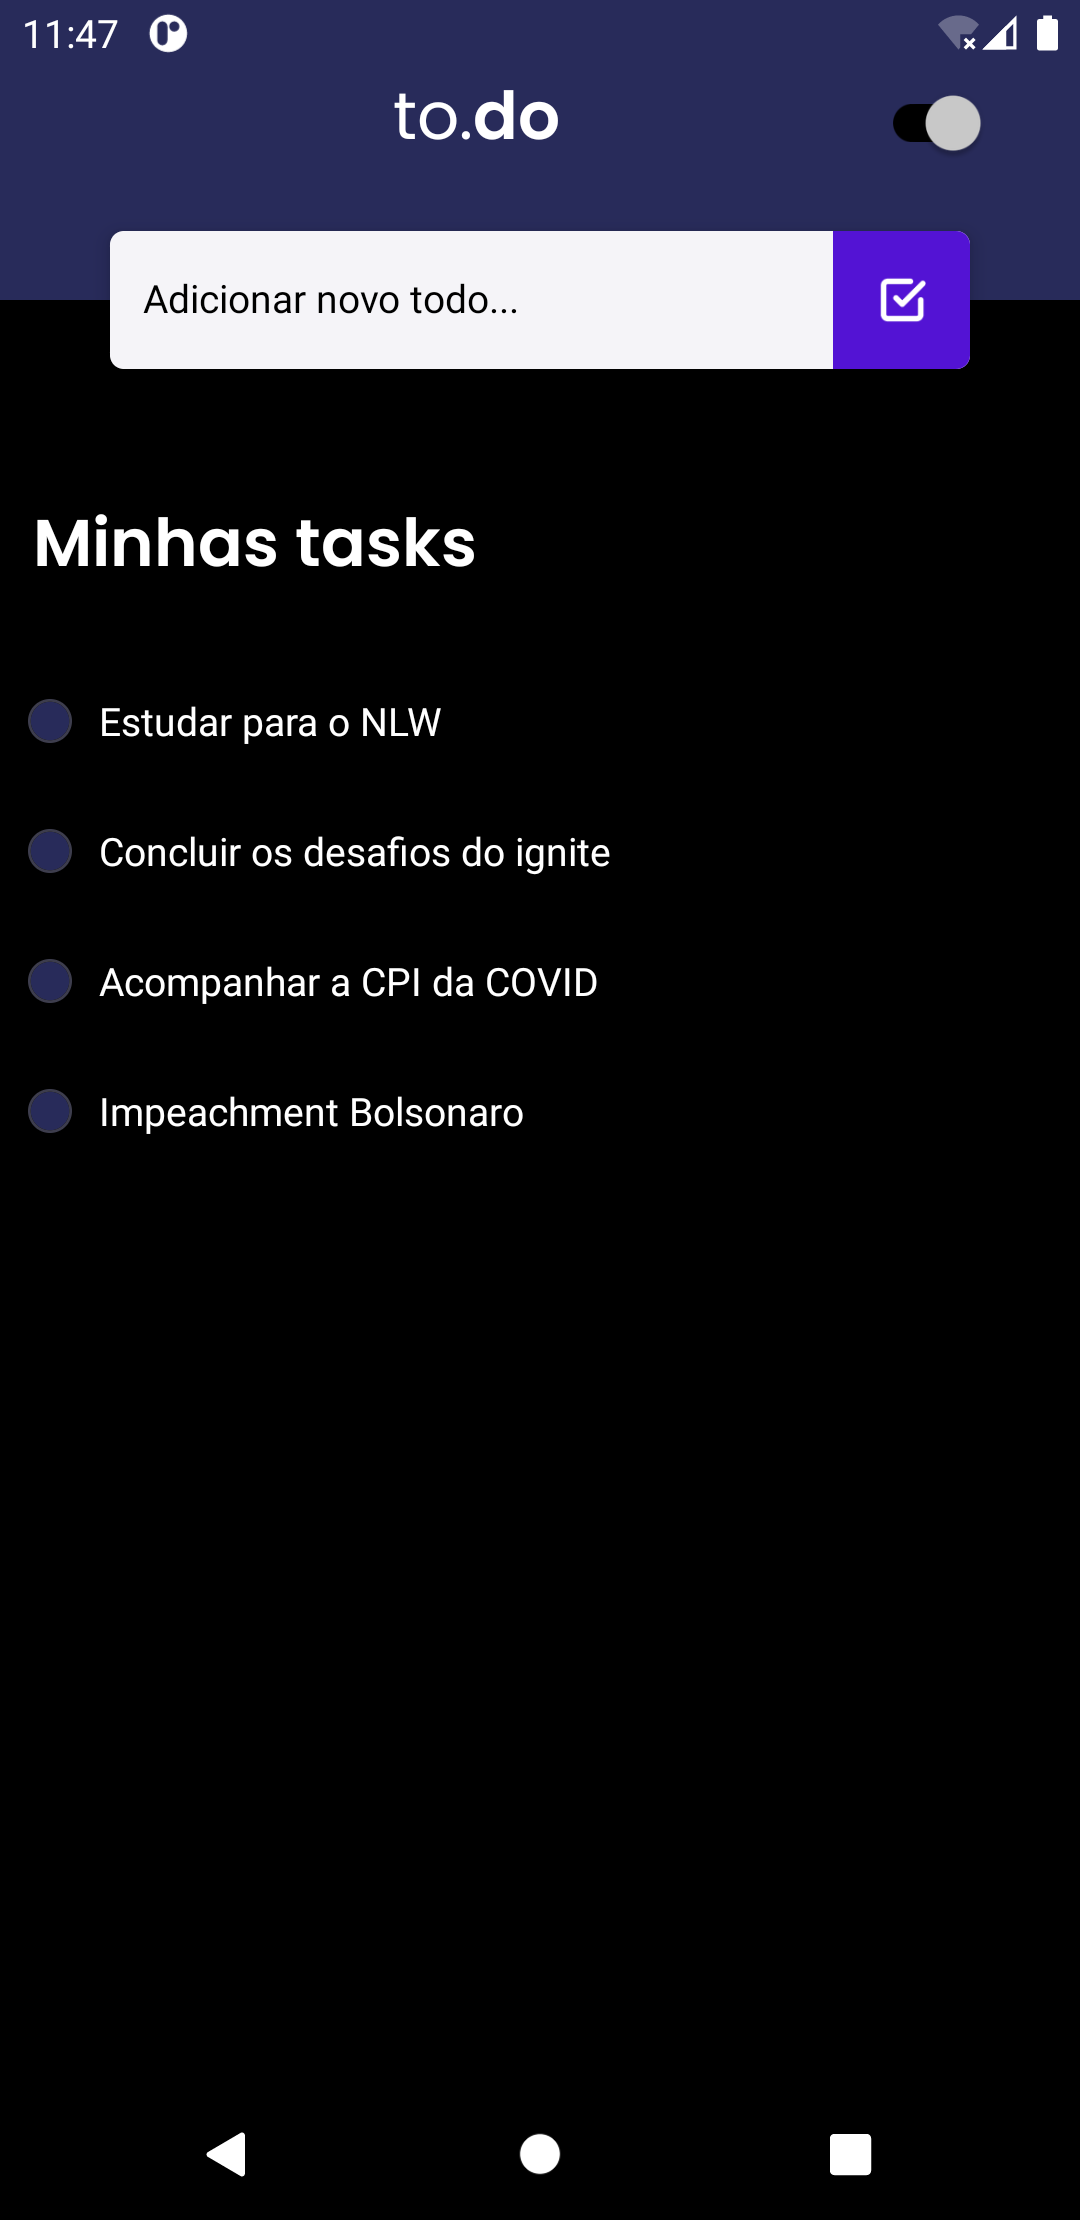 11:47
to.do
Adicionar novo todo...
Minhas tasks
Estudar para o NLW
Concluir os desafios do ignite
Acompanhar a CPI da COVID
Impeachment Bolsonaro